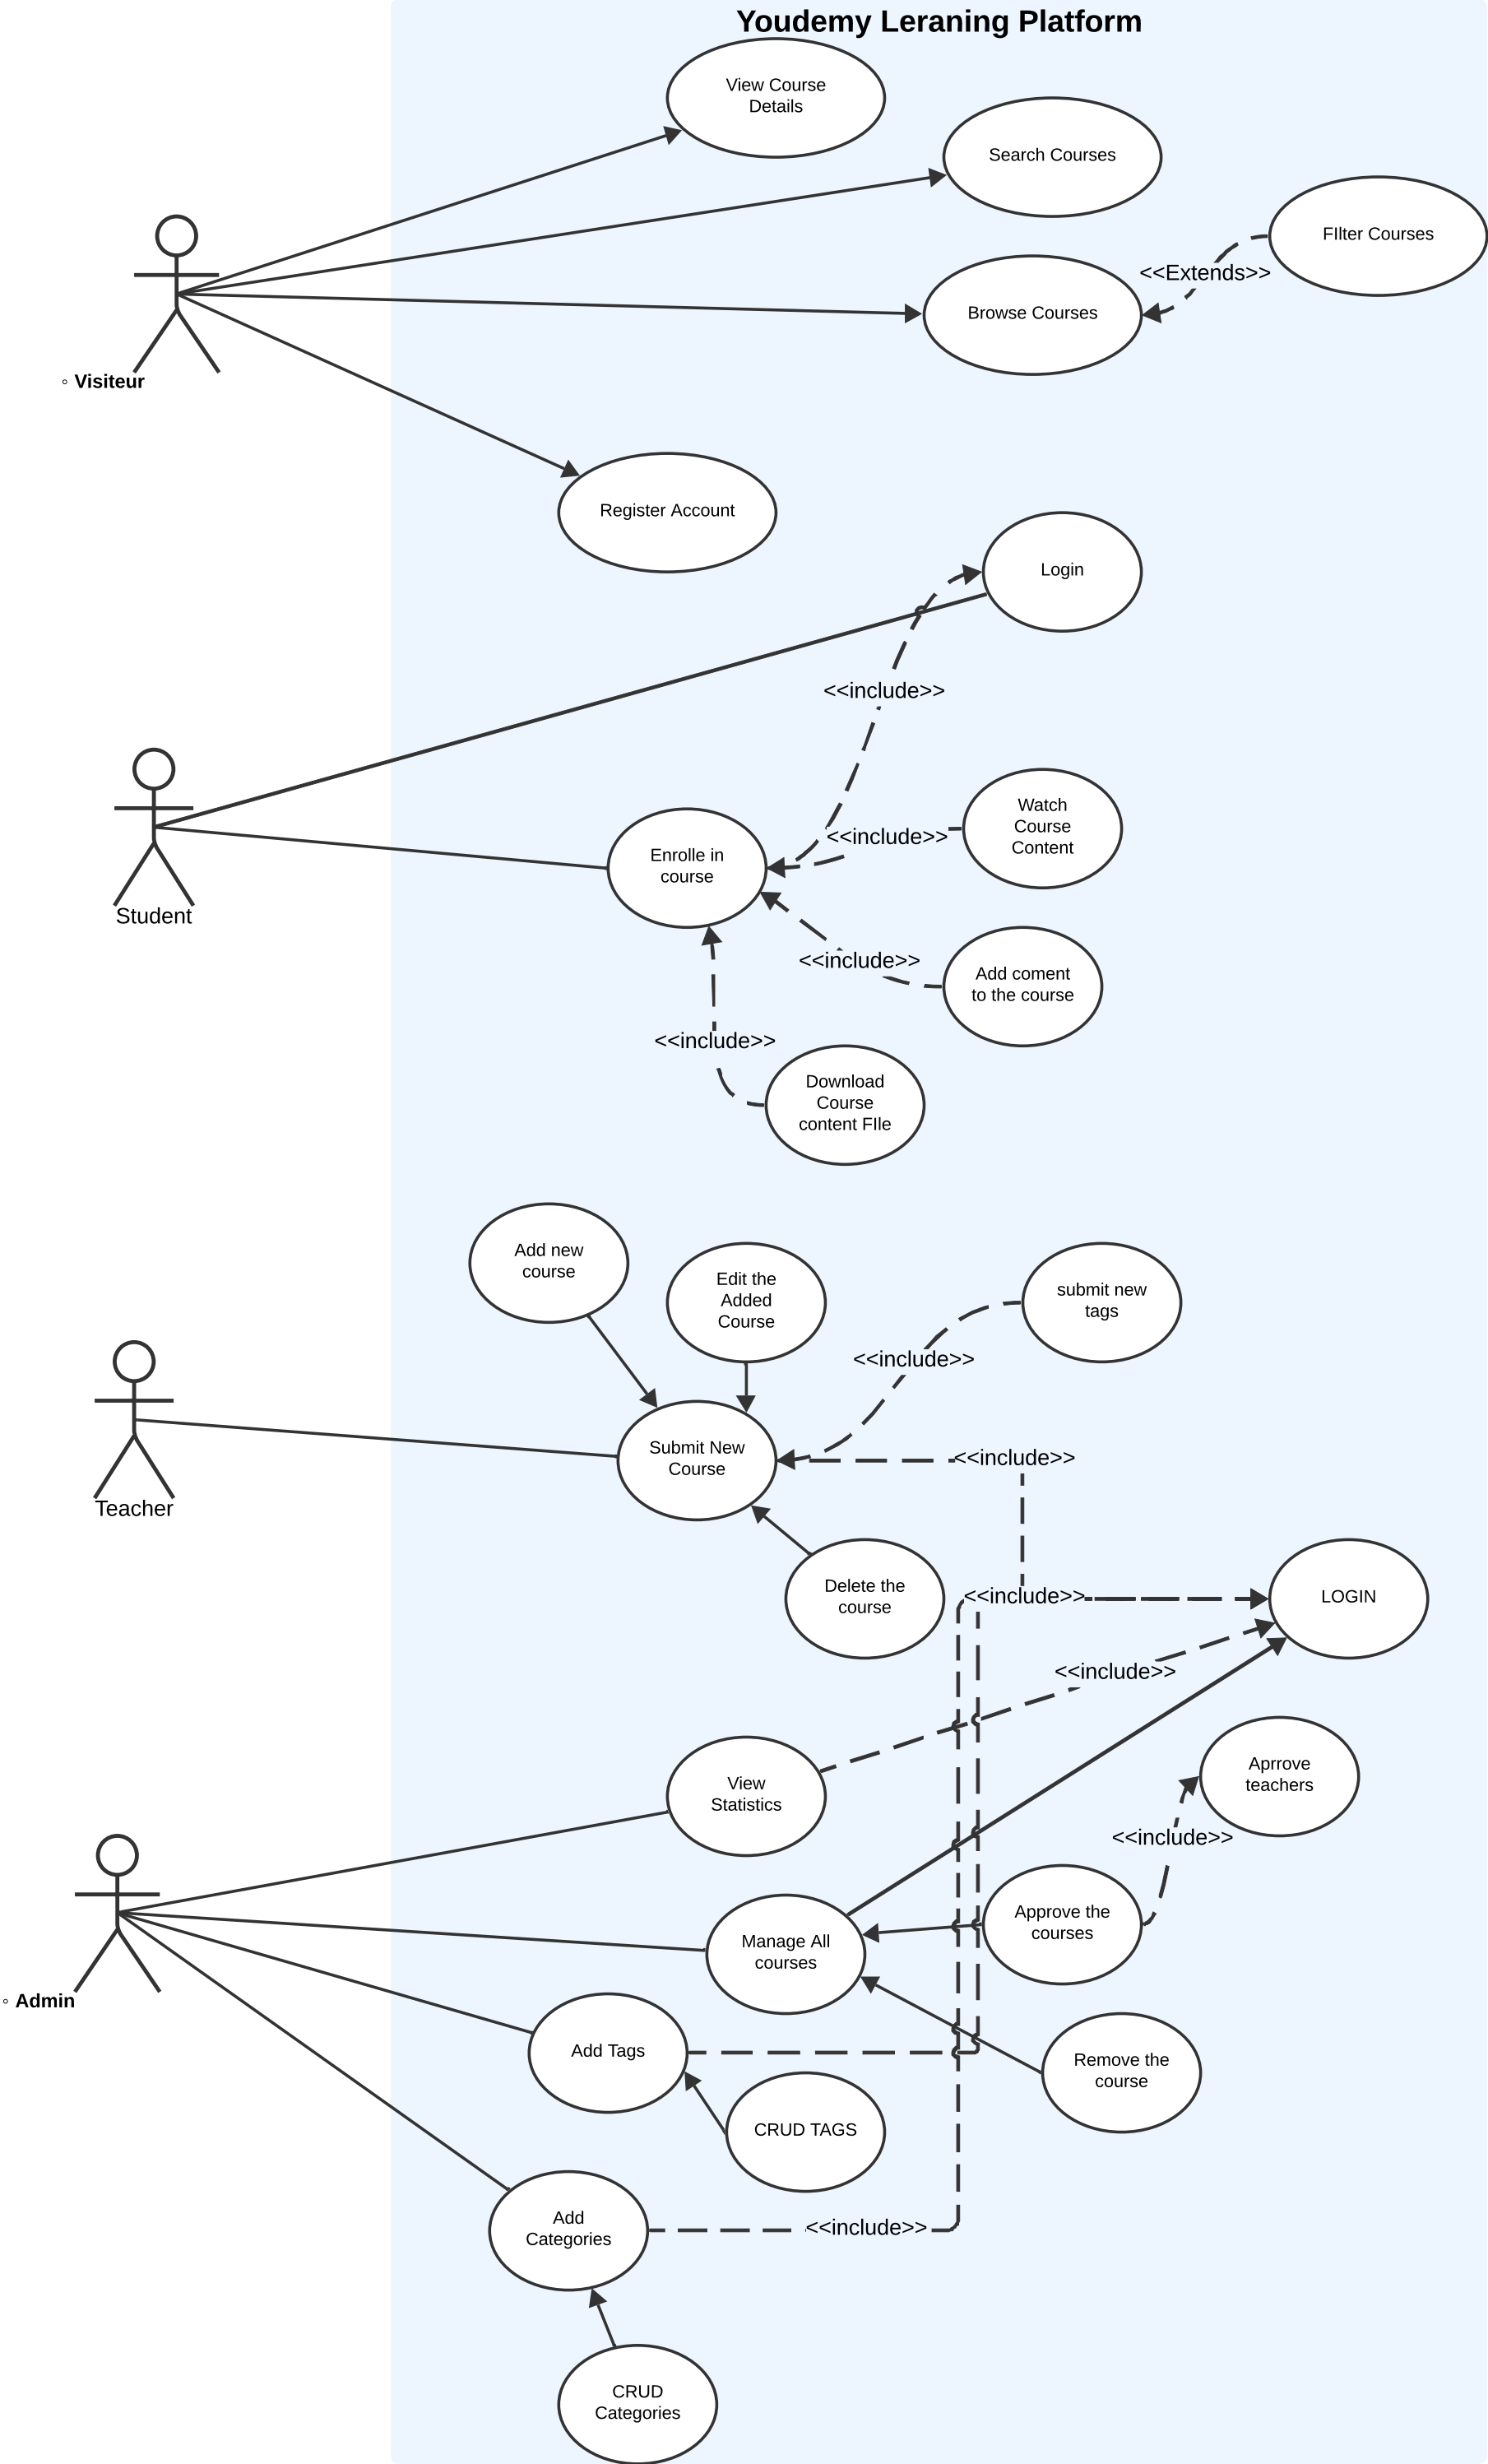 Youdemy Leraning Platform
View Course
Details
Search Courses
FIlter Courses
<<Extends>>
Browse Courses
◦ Visiteur
Register Account
Login
<<include>>
Watch
Course
Content
<<include>>
Enrolle in
course
Student
<<include>>
Add coment
to the course
<<include>>
Download
Course
content FIle
Add new
course
Edit the
Added
Course
submit new
tags
<<include>>
Submit New
Course
<<include>>
Teacher
Delete the
course
<<include>>
LOGIN
<<include>>
View
Statistics
Aprrove
teachers
<<include>>
Approve the
courses
Manage All
courses
◦ Admin
Add Tags
Remove the
course
CRUD TAGS
Add
Categories
<<include>>
CRUD
Categories